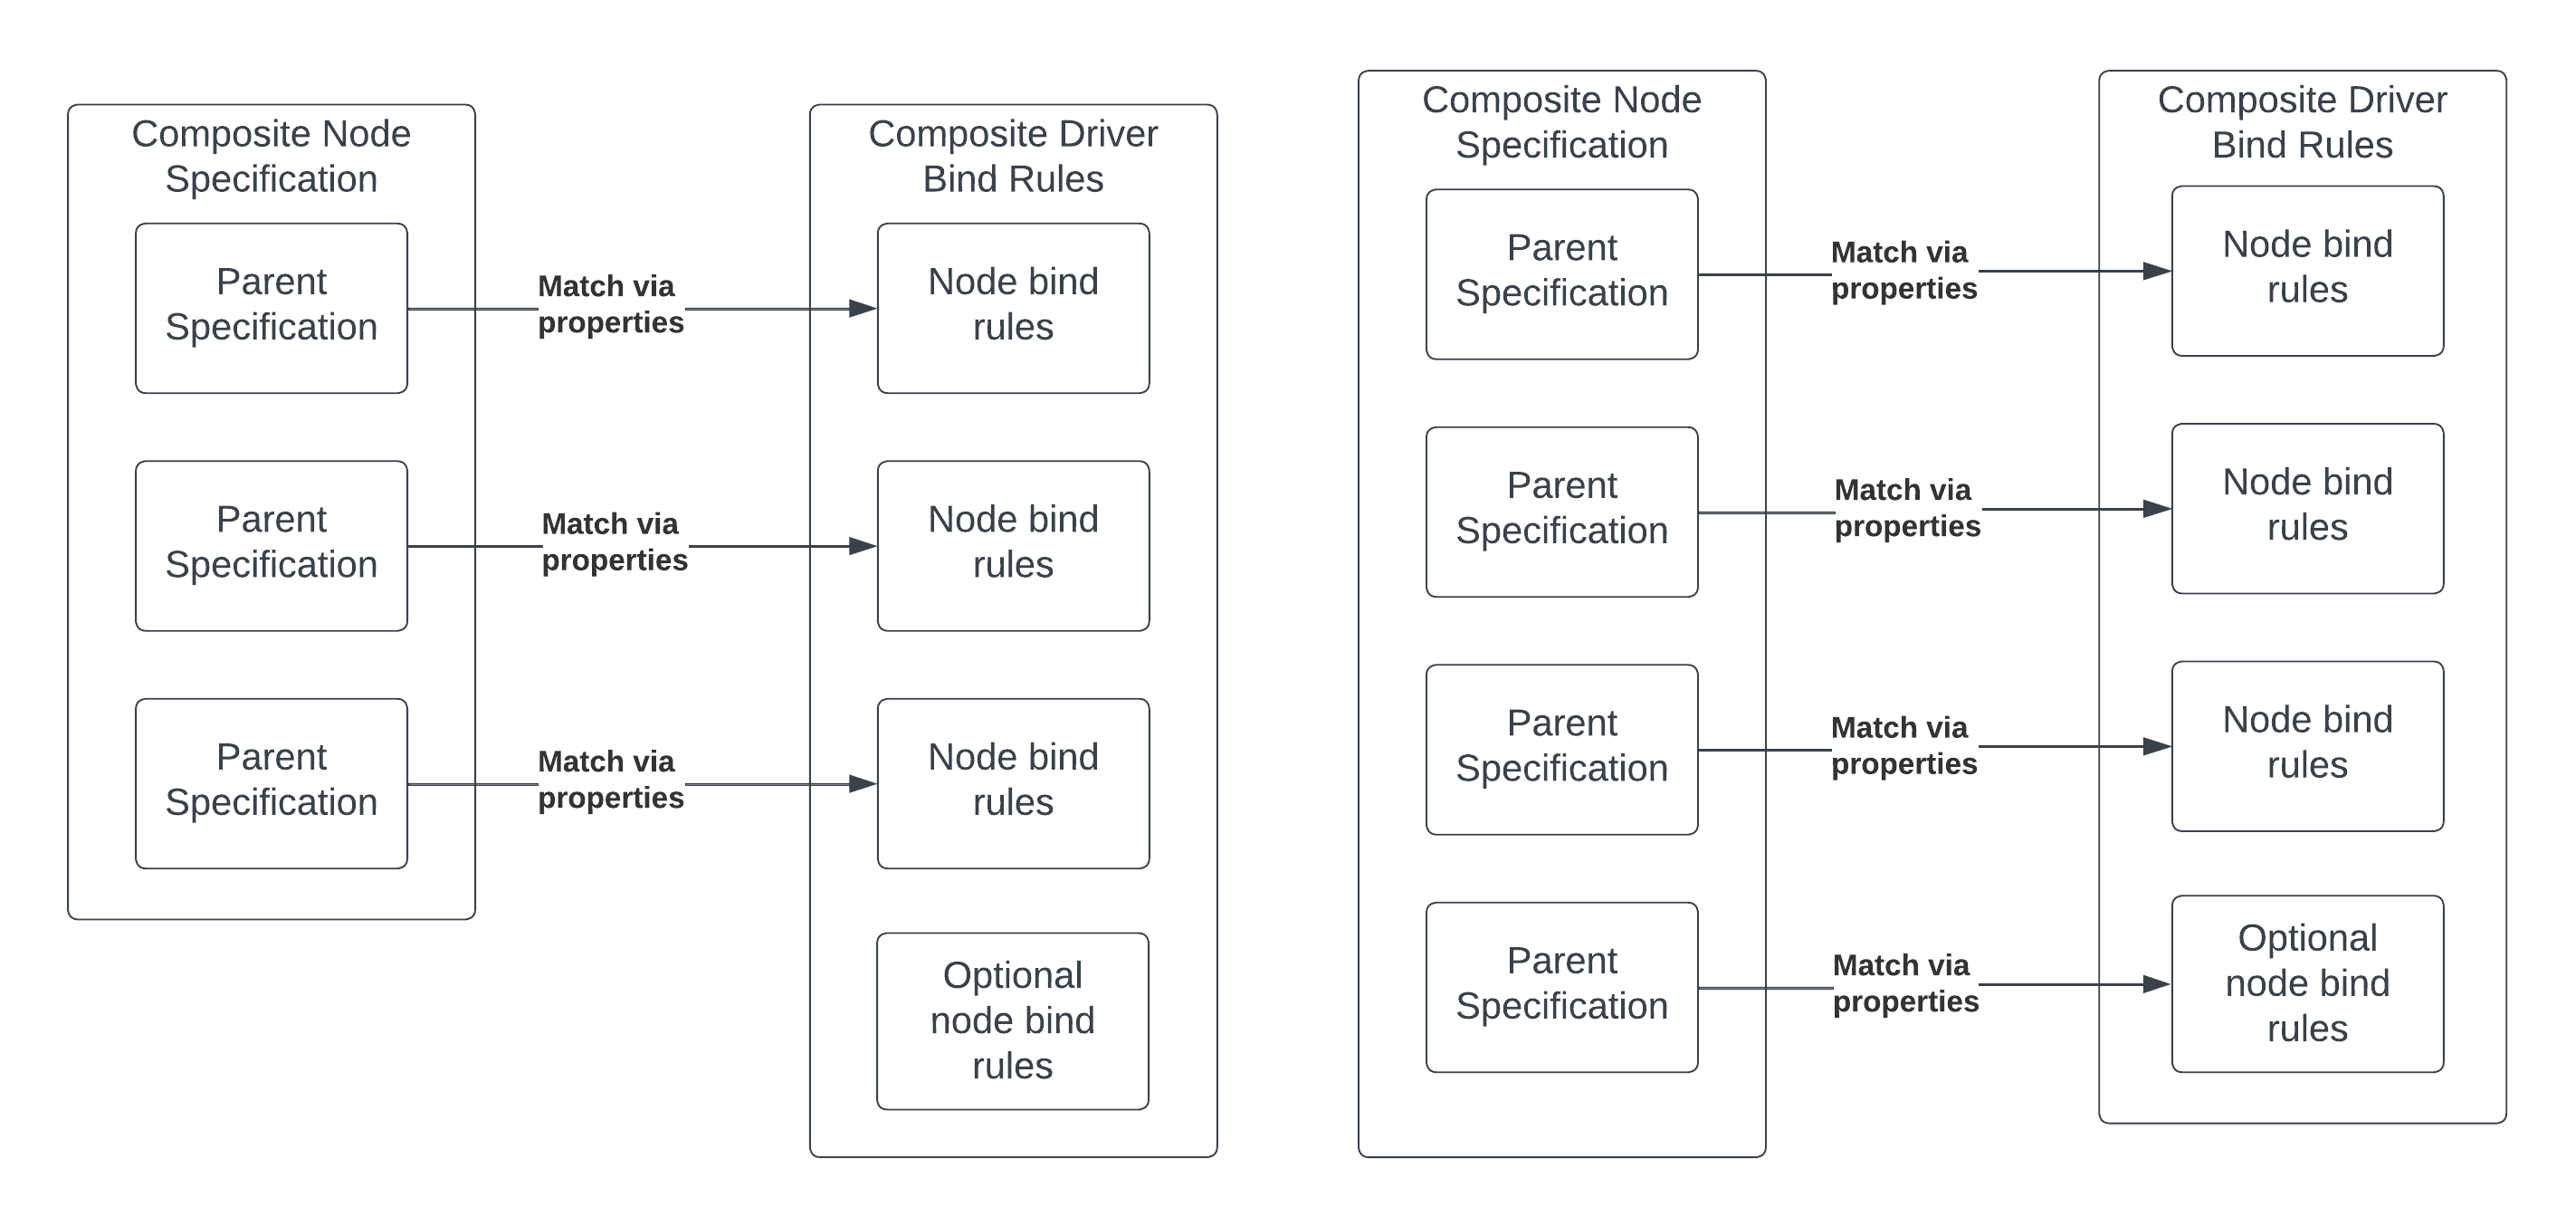 Composite Node
Specification
Parent
Specification
Match via
properties
Parent
Specification
Match via
properties
Parent
Specification
Match via
properties
Composite Driver
Bind Rules
Node bind
rules
Node bind
rules
Node bind
rules
Optional
node bind
rules
Composite Node
Specification
Parent
Specification
Match via
properties
Parent
Specification
Match via
properties
Parent
Specification
Match via
properties
Parent
Specification
Match via
properties
Composite Driver
Bind Rules
Node bind
rules
Node bind
rules
Node bind
rules
Optional
node bind
rules